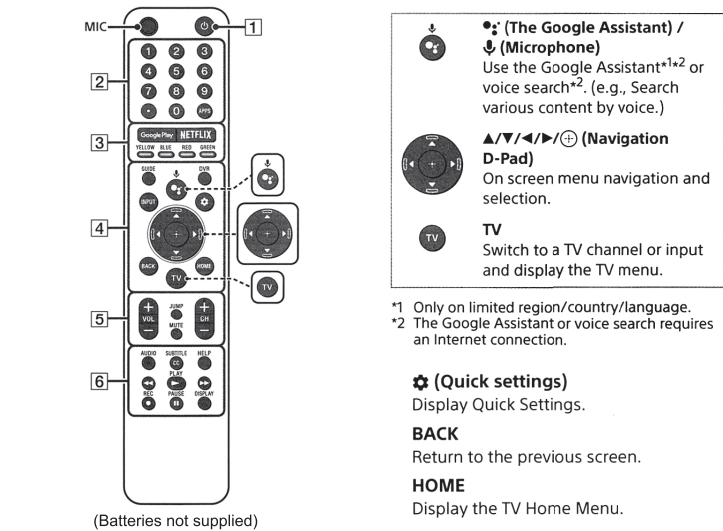 MIC
1
1 2 3
2
4 5 6
7 8 9
• 0 APPS
3
Google Play NETFLIX
YELLOW BLUE RED GREEN
GUIDE DVR
INPUT
4
BACK HOME
TV
TV
5
+ JUMP +
VOL CH
− MUTE −
AUDIO SUBTITLE HELP
CC
6
PLAY
REC PAUSE DISPLAY
(Batteries not supplied)
(The Google Assistant) /
(Microphone)
Use the Google Assistant*1*2 or
voice search*2. (e.g., Search
various content by voice.)
▲/▼/◀/▶/⊕ (Navigation
D-Pad)
On screen menu navigation and
selection.
TV
TV
Switch to a TV channel or input
and display the TV menu.
*1 Only on limited region/country/language.
*2 The Google Assistant or voice search requires
an Internet connection.
(Quick settings)
Display Quick Settings.
BACK
Return to the previous screen.
HOME
Display the TV Home Menu.